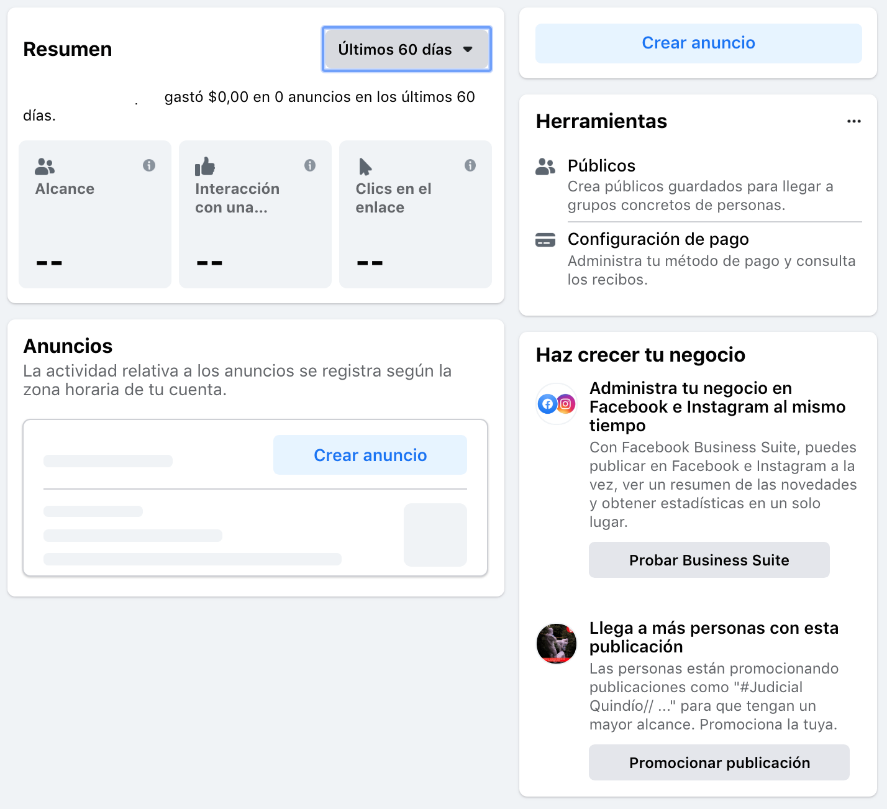 Resumen
Últimos 60 días
gastó $0,00 en 0 anuncios en los últimos 60
días.
Alcance
--
Interacción
con una...
--
Clics en el
enlace
--
Anuncios
La actividad relativa a los anuncios se registra según la
zona horaria de tu cuenta.
Crear anuncio
Crear anuncio
Herramientas
Públicos
Crea públicos guardados para llegar a
grupos concretos de personas.
Configuración de pago
Administra tu método de pago y consulta
los recibos.
Haz crecer tu negocio
Administra tu negocio en
Facebook e Instagram al mismo
tiempo
Con Facebook Business Suite, puedes
publicar en Facebook e Instagram a la
vez, ver un resumen de las novedades
y obtener estadísticas en un solo
lugar.
Probar Business Suite
Llega a más personas con esta
publicación
Las personas están promocionando
publicaciones como "#Judicial
Quindío// ..." para que tengan un
mayor alcance. Promociona la tuya.
Promocionar publicación